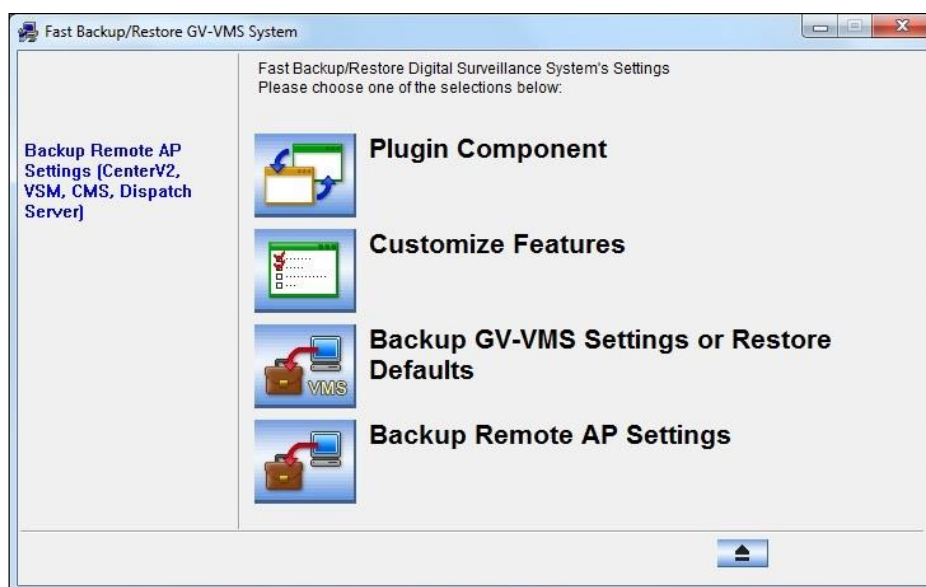 Fast Backup/Restore GV-VMS System
Fast Backup/Restore Digital Surveillance System's Settings
Please choose one of the selections below:
Backup Remote AP
Settings (CenterV2,
VSM, CMS, Dispatch
Server)
Plugin Component
Customize Features
Backup GV-VMS Settings or Restore
Defaults
VMS
Backup Remote AP Settings